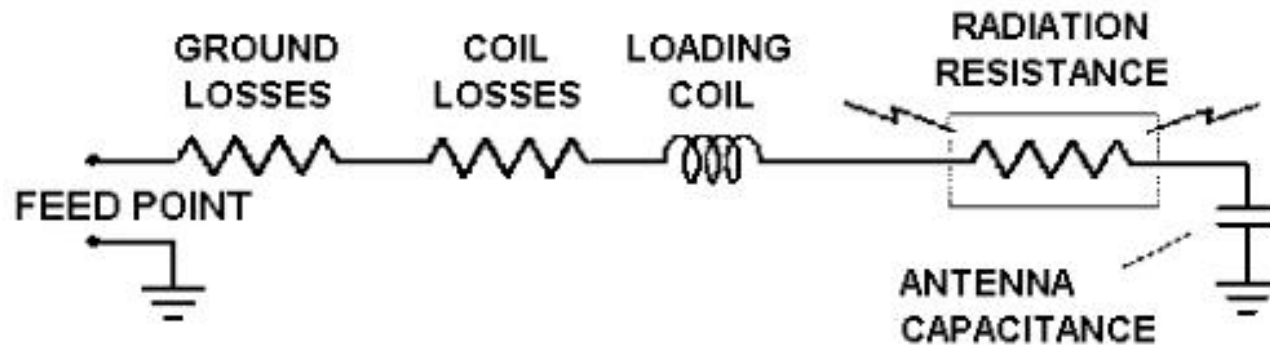 GROUND
LOSSES
COIL
LOSSES
LOADING
COIL
RADIATION
RESISTANCE
FEED POINT
ANTENNA
CAPACITANCE